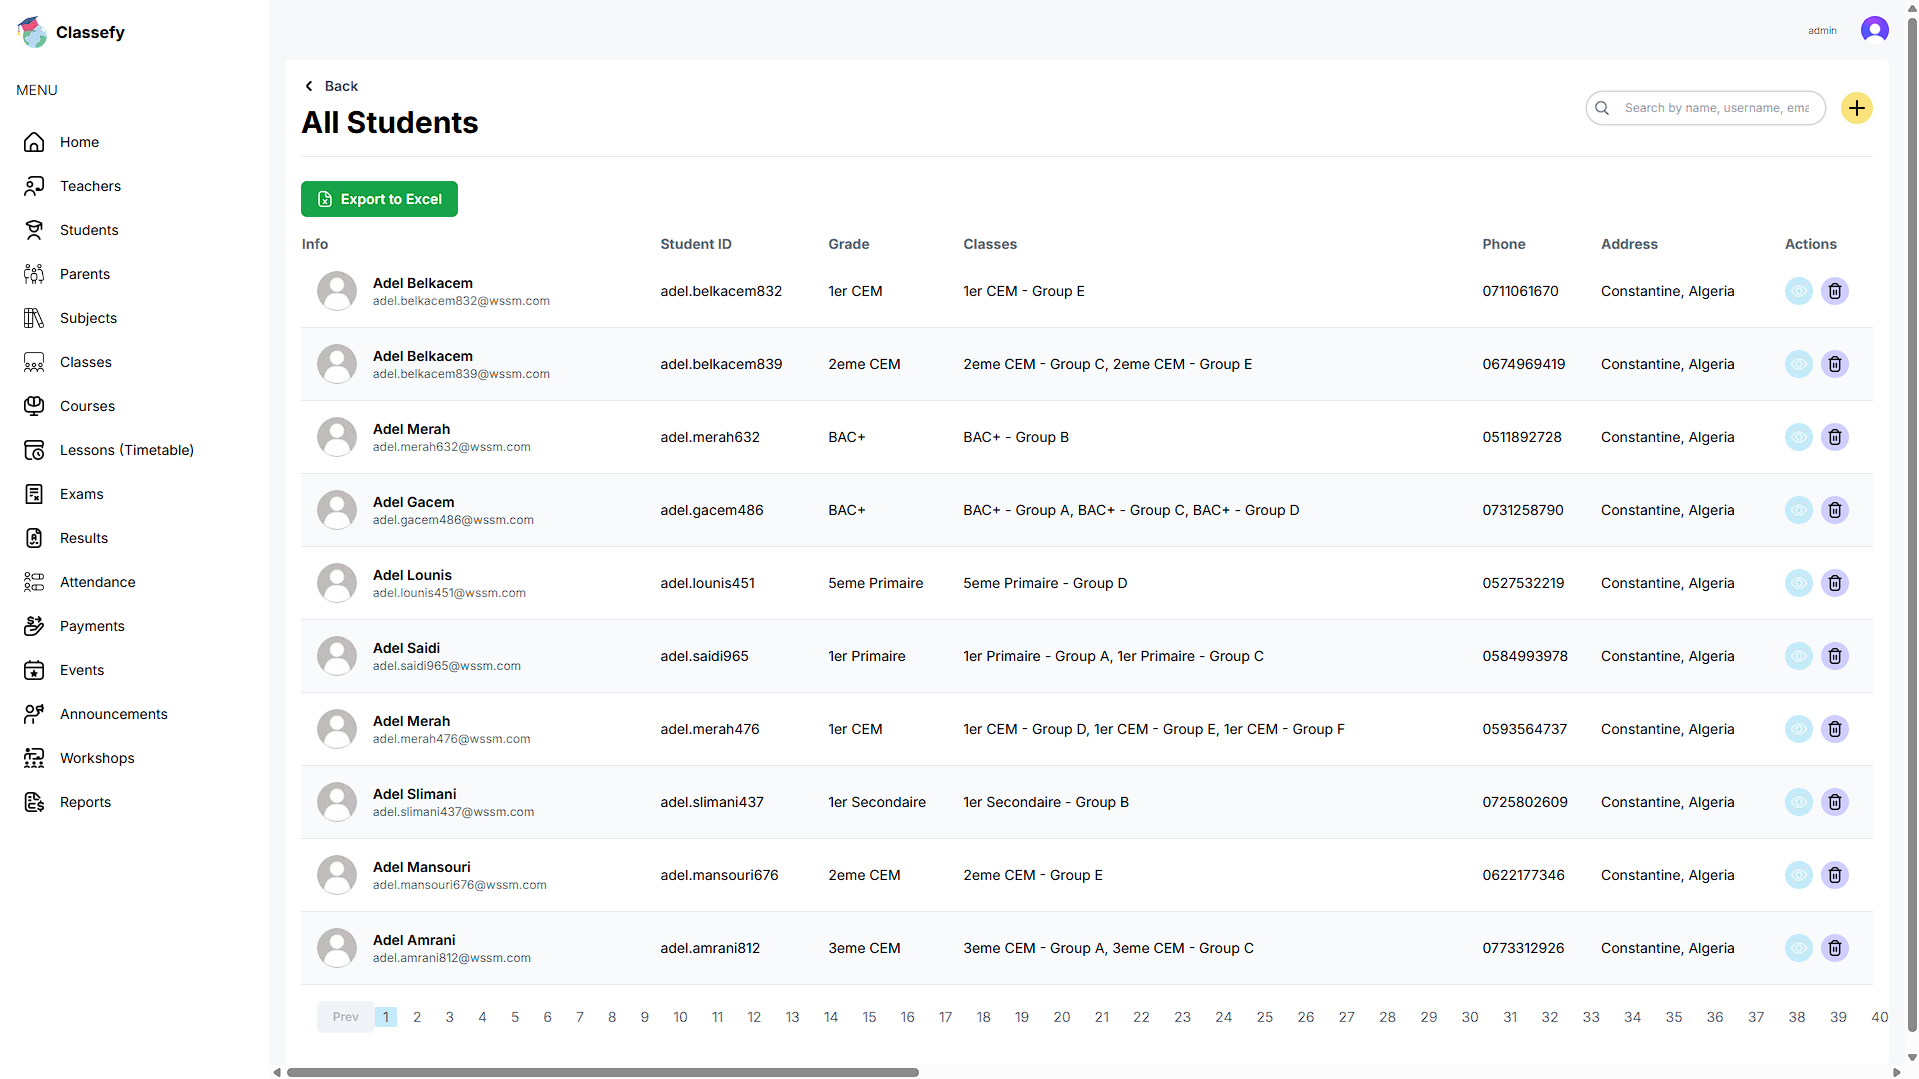 Classefy
admin
MENU
Home
Teachers
Students
Parents
Subjects
Classes
Courses
Lessons (Timetable)
Exams
Results
Attendance
Payments
Events
Announcements
Workshops
Reports
Back
All Students
Search by name, username, ema
Export to Excel
Info Student ID Grade Classes Phone Address Actions
Adel Belkacem
adel.belkacem832@wssm.com
adel.belkacem832 1er CEM 1er CEM - Group E 0711061670 Constantine, Algeria
Adel Belkacem
adel.belkacem839@wssm.com
adel.belkacem839 2eme CEM 2eme CEM - Group C, 2eme CEM - Group E 0674969419 Constantine, Algeria
Adel Merah
adel.merah632@wssm.com
adel.merah632 BAC+ BAC+ - Group B 0511892728 Constantine, Algeria
Adel Gacem
adel.gacem486@wssm.com
adel.gacem486 BAC+ BAC+ - Group A, BAC+ - Group C, BAC+ - Group D 0731258790 Constantine, Algeria
Adel Lounis
adel.lounis451@wssm.com
adel.lounis451 5eme Primaire 5eme Primaire - Group D 0527532219 Constantine, Algeria
Adel Saidi
adel.saidi965@wssm.com
adel.saidi965 1er Primaire 1er Primaire - Group A, 1er Primaire - Group C 0584993978 Constantine, Algeria
Adel Merah
adel.merah476@wssm.com
adel.merah476 1er CEM 1er CEM - Group D, 1er CEM - Group E, 1er CEM - Group F 0593564737 Constantine, Algeria
Adel Slimani
adel.slimani437@wssm.com
adel.slimani437 1er Secondaire 1er Secondaire - Group B 0725802609 Constantine, Algeria
Adel Mansouri
adel.mansouri676@wssm.com
adel.mansouri676 2eme CEM 2eme CEM - Group E 0622177346 Constantine, Algeria
Adel Amrani
adel.amrani812@wssm.com
adel.amrani812 3eme CEM 3eme CEM - Group A, 3eme CEM - Group C 0773312926 Constantine, Algeria
Prev 1 2 3 4 5 6 7 8 9 10 11 12 13 14 15 16 17 18 19 20 21 22 23 24 25 26 27 28 29 30 31 32 33 34 35 36 37 38 39 40